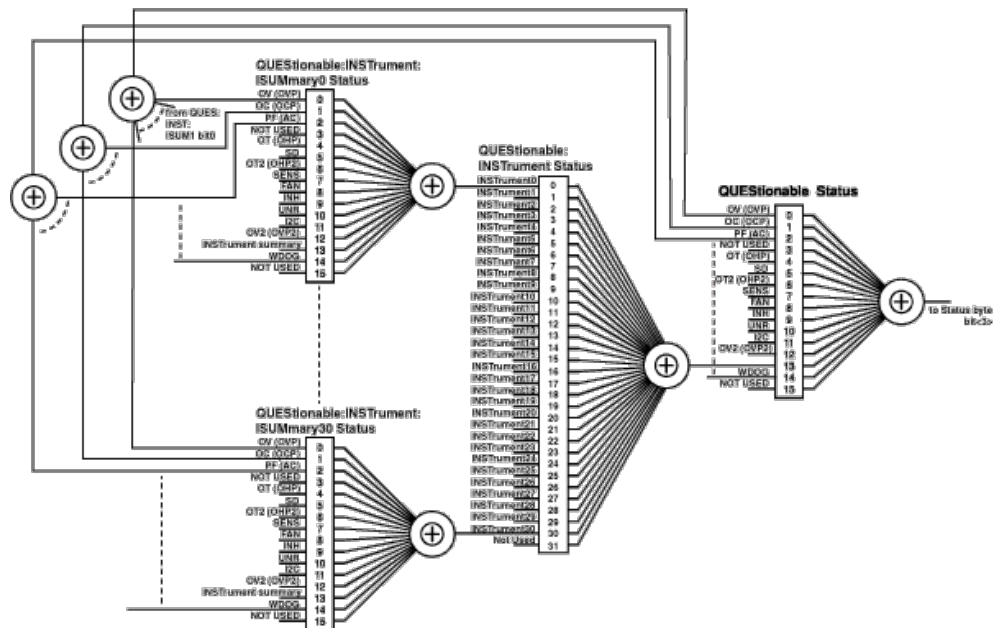 QUEStionable:INSTrument:
ISUMmary0 Status
OV (OVP)
0
OC (OCP)
1
PF (AC)
2
NOT USED
3
OT (OHP)
4
SD
5
OT2 (OHP2)
6
SENS
7
FAN
8
INH
9
UNR
10
I2C
11
OV2 (OVP2)
12
INSTrument summary
13
WDOG
14
NOT USED
15
from QUES:
INST:
ISUM1 bit0
QUEStionable:
INSTrument Status
INSTrument0
0
INSTrument1
1
INSTrument2
2
INSTrument3
3
INSTrument4
4
INSTrument5
5
INSTrument6
6
INSTrument7
7
INSTrument8
8
INSTrument9
9
INSTrument10
10
INSTrument11
11
INSTrument12
12
INSTrument13
13
INSTrument14
14
INSTrument15
15
INSTrument16
16
INSTrument17
17
INSTrument18
18
INSTrument19
19
INSTrument20
20
INSTrument21
21
INSTrument22
22
INSTrument23
23
INSTrument24
24
INSTrument25
25
INSTrument26
26
INSTrument27
27
INSTrument28
28
INSTrument29
29
INSTrument30
30
Not Used
31
QUEStionable Status
OV (OVP)
0
OC (OCP)
1
PF (AC)
2
NOT USED
3
OT (OHP)
4
SD
5
OT2 (OHP2)
6
SENS
7
FAN
8
INH
9
UNR
10
I2C
11
OV2 (OVP2)
12
13
WDOG
14
NOT USED
15
to Status byte
bit<3>
QUEStionable:INSTrument:
ISUMmary30 Status
OV (OVP)
0
OC (OCP)
1
PF (AC)
2
NOT USED
3
OT (OHP)
4
SD
5
OT2 (OHP2)
6
SENS
7
FAN
8
INH
9
UNR
10
I2C
11
OV2 (OVP2)
12
INSTrument summary
13
WDOG
14
NOT USED
15